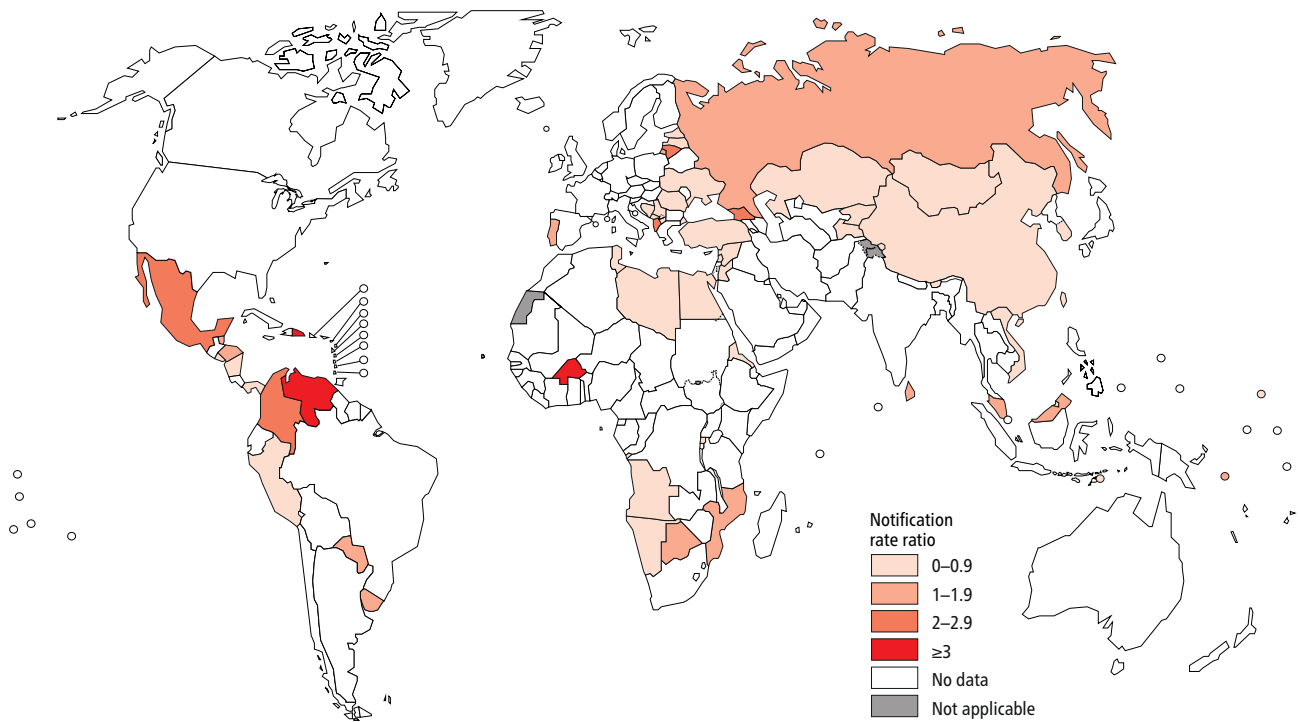 Notification
rate ratio
0–0.9
1–1.9
2–2.9
≥3
No data
Not applicable